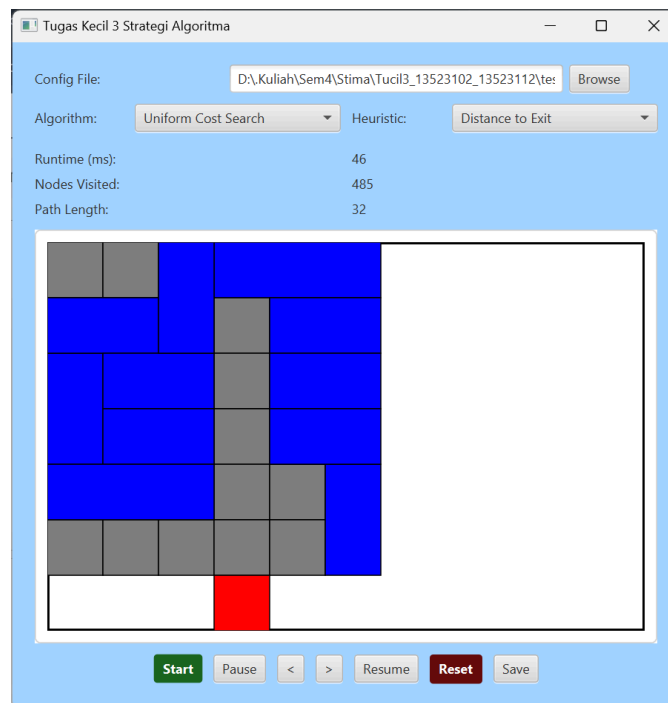 Tugas Kecil 3 Strategi Algoritma
Config File: D:\.Kuliah\Sem4\Stima\Tucil3_13523102_13523112\tes Browse
Algorithm: Uniform Cost Search Heuristic: Distance to Exit
Runtime (ms): 46
Nodes Visited: 485
Path Length: 32
Start Pause < > Resume Reset Save